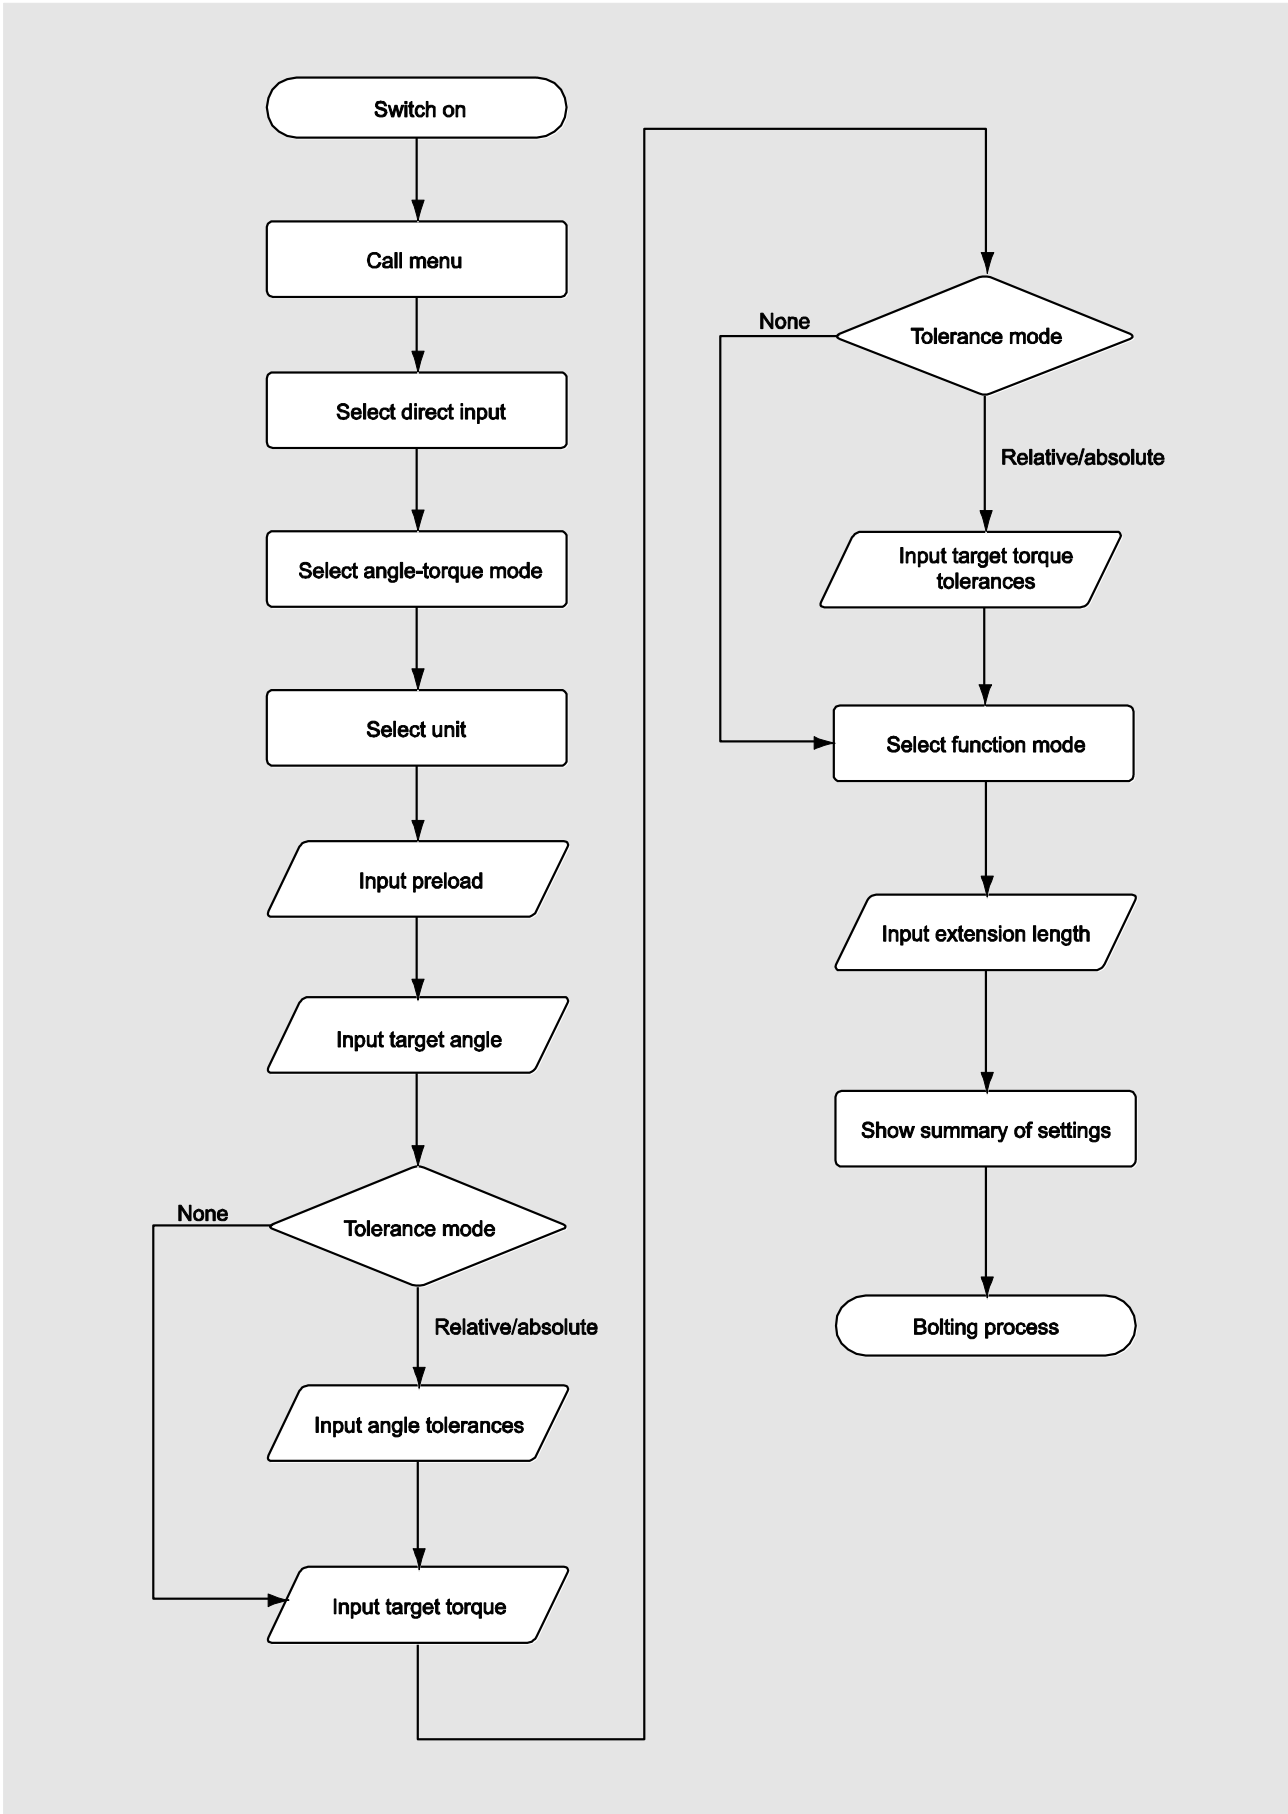 Switch on
Call menu
Select direct input
Select angle-torque mode
Select unit
Input preload
Input target angle
Tolerance mode
None
Relative/absolute
Input angle tolerances
Input target torque
Tolerance mode
None
Relative/absolute
Input target torque
tolerances
Select function mode
Input extension length
Show summary of settings
Bolting process